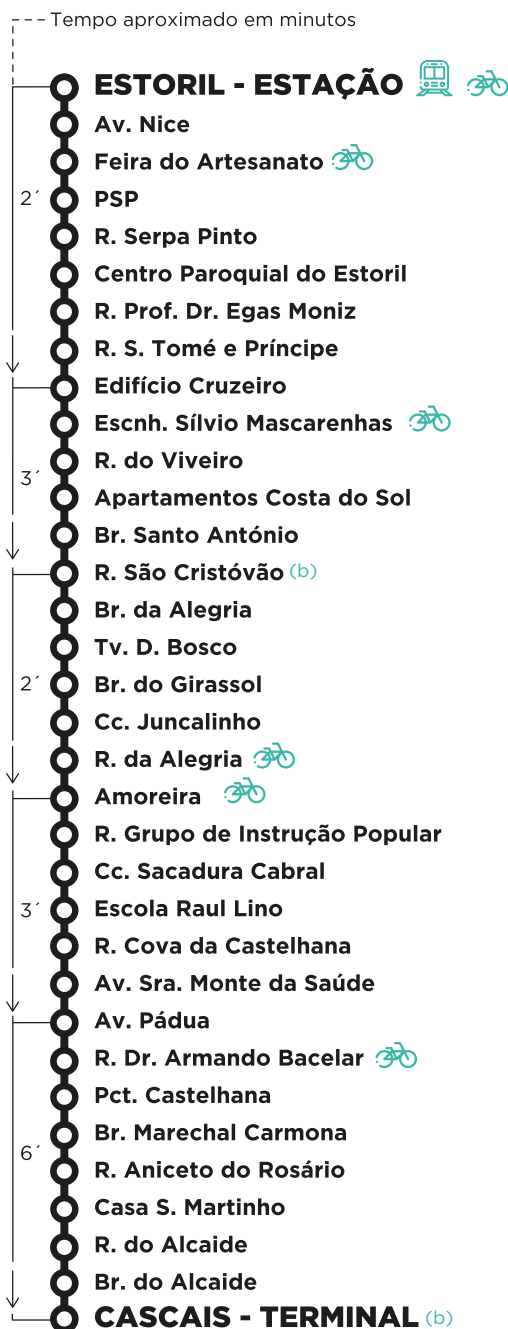 Tempo aproximado em minutos
ESTORIL - ESTAÇÃO
Av. Nice
Feira do Artesanato
2´ PSP
R. Serpa Pinto
Centro Paroquial do Estoril
R. Prof. Dr. Egas Moniz
R. S. Tomé e Príncipe
Edifício Cruzeiro
Escnh. Sílvio Mascarenhas
R. do Viveiro
3´
Apartamentos Costa do Sol
Br. Santo António
R. São Cristóvão (b)
Br. da Alegria
Tv. D. Bosco
2´ Br. do Girassol
Cc. Juncalinho
R. da Alegria
Amoreira
R. Grupo de Instrução Popular
Cc. Sacadura Cabral
3´ Escola Raul Lino
R. Cova da Castelhana
Av. Sra. Monte da Saúde
Av. Pádua
R. Dr. Armando Bacelar
Pct. Castelhana
Br. Marechal Carmona
6´
R. Aniceto do Rosário
Casa S. Martinho
R. do Alcaide
Br. do Alcaide
CASCAIS - TERMINAL (b)